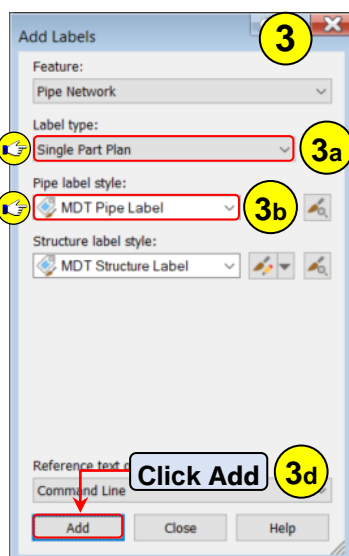 Add Labels
3
Feature:
Pipe Network
Label type:
Single Part Plan
3a
Pipe label style:
MDT Pipe Label
3b
Structure label style:
MDT Structure Label
Reference text
Click Add
3d
Command Line
Add
Close
Help